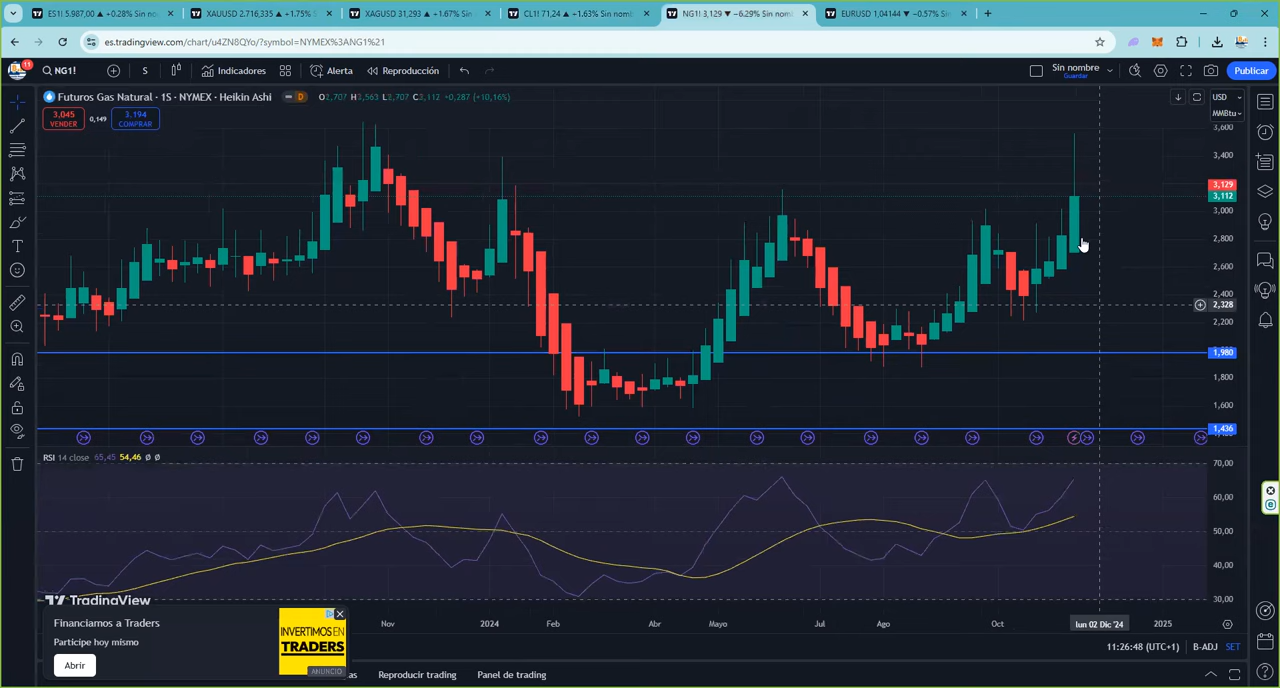 ES1! 5.987,00 ▲ +0.28% Sin no
XAUUSD 2.716,335 ▲ +1.75% Sin n
XAGUSD 31,293 ▲ +1.67% Sin nom
CL1! 71,24 ▲ +1.63% Sin nomb
NG1! 3,129 ▼ −6.29% Sin nomb
EURUSD 1,04144 ▼ −0.57% Sin no
es.tradingview.com/chart/u4ZN8QYo/?symbol=NYMEX%3ANG1%21
11
NG1!
S
Indicadores
Alerta
Reproducción
Sin nombre
Guardar
Publicar
Futuros Gas Natural · 1S · NYMEX · Heikin Ashi
D
O2,707 H3,563 L2,707 C3,112 +0,287 (+10,16%)
3,045
VENDER
0,149
3,194
COMPRAR
USD
MMBtu
3,600
3,400
3,129
3,112
3,000
2,800
2,600
2,400
2,328
2,200
1,980
1,800
1,600
1,436
RSI 14 close 65,45 54,46 Ø Ø
70,00
60,00
50,00
40,00
30,00
TradingView
Nov
2024
Feb
Abr
Mayo
Jul
Ago
Oct
lun 02 Dic '24
2025
Financiamos a Traders
Participe hoy mismo
Abrir
INVERTIMOS EN
TRADERS
ANUNCIO
11:26:48 (UTC+1)
B-ADJ
SET
as
Reproducir trading
Panel de trading